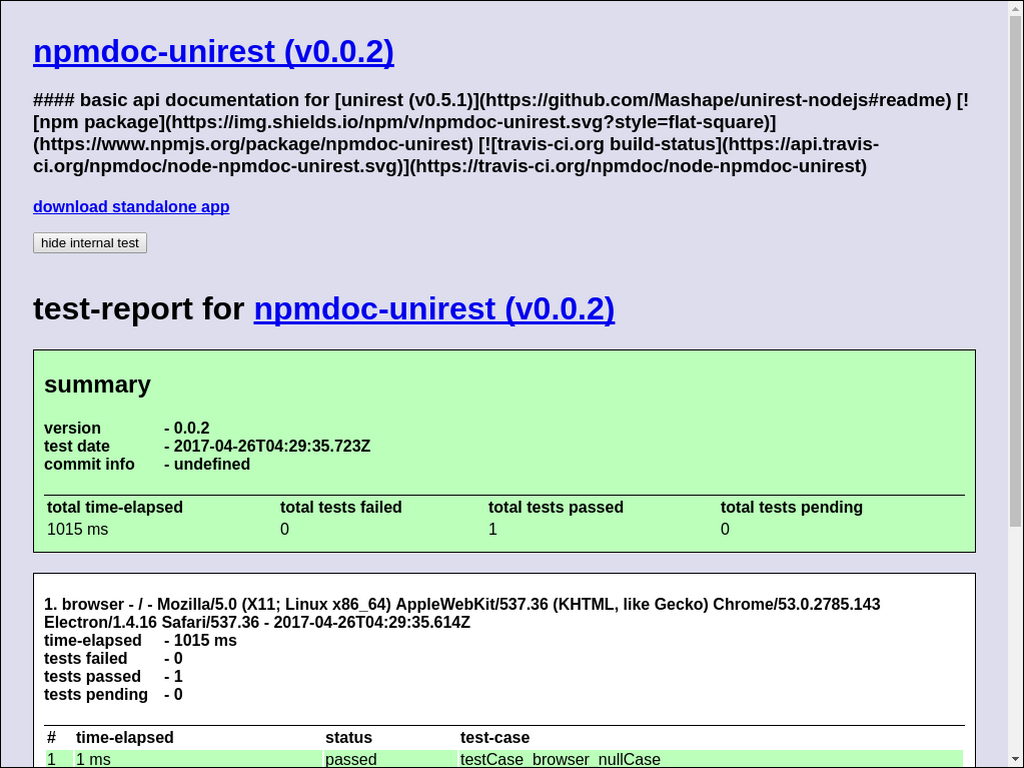 npmdoc-unirest (v0.0.2)
#### basic api documentation for [unirest (v0.5.1)](https://github.com/Mashape/unirest-nodejs#readme) [!
[npm package](https://img.shields.io/npm/v/npmdoc-unirest.svg?style=flat-square)]
(https://www.npmjs.org/package/npmdoc-unirest) [![travis-ci.org build-status](https://api.travis-
ci.org/npmdoc/node-npmdoc-unirest.svg)](https://travis-ci.org/npmdoc/node-npmdoc-unirest)
download standalone app
hide internal test
test-report for npmdoc-unirest (v0.0.2)
summary
version - 0.0.2
test date - 2017-04-26T04:29:35.723Z
commit info - undefined
total time-elapsed total tests failed total tests passed total tests pending
1015 ms 0 1 0
1. browser - / - Mozilla/5.0 (X11; Linux x86_64) AppleWebKit/537.36 (KHTML, like Gecko) Chrome/53.0.2785.143
Electron/1.4.16 Safari/537.36 - 2017-04-26T04:29:35.614Z
time-elapsed - 1015 ms
tests failed - 0
tests passed - 1
tests pending - 0
# time-elapsed status test-case
1 1 ms passed testCase_browser_nullCase